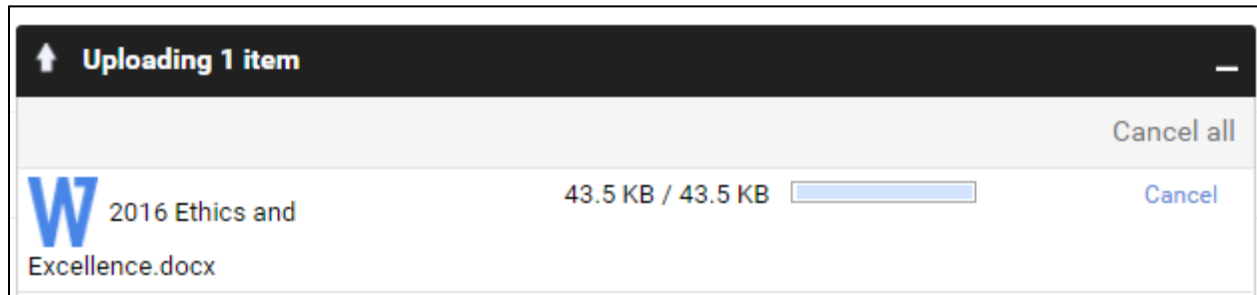 Uploading 1 item
Cancel all
2016 Ethics and 43.5 KB / 43.5 KB Cancel
Excellence.docx